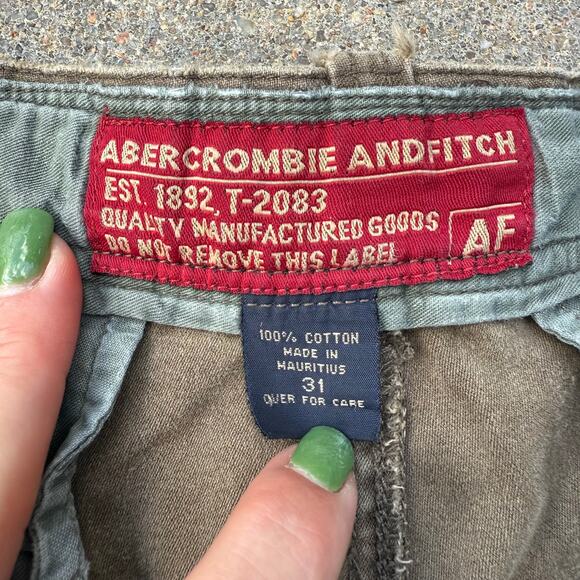 ABERCROMBIE ANDFITCH
EST. 1892, T-2083
QUALTY MANUFACTURED GOODS
DO NOT REMOVE THIS LABEL
AF
100% COTTON
MADE IN
MAURITIUS
31
OVER FOR CARE